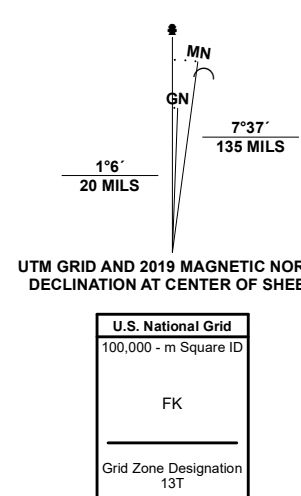 MN
GN
7°37´
135 MILS
1°6´
20 MILS
UTM GRID AND 2019 MAGNETIC NOR
DECLINATION AT CENTER OF SHEE
U.S. National Grid
100,000 - m Square ID
FK
Grid Zone Designation
13T